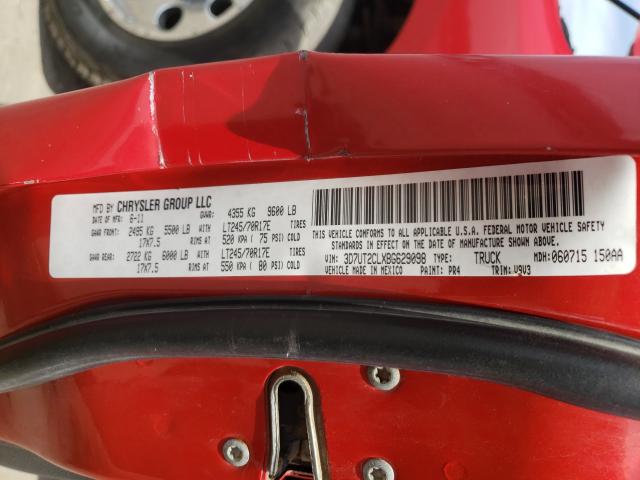 MFD BY CHRYSLER GROUP LLC
DATE OF MFR: 6-11 GVWR: 4355 KG 9600 LB
GAWR FRONT: 2495 KG 5500 LB WITH LT245/70R17E TIRES
17X7.5 RIMS AT 520 KPA ( 75 PSI) COLD
GAWR REAR: 2722 KG 6000 LB WITH LT245/70R17E TIRES
17X7.5 RIMS AT 550 KPA ( 80 PSI) COLD
THIS VEHICLE CONFORMS TO ALL APPLICABLE U.S.A. FEDERAL MOTOR VEHICLE SAFETY
STANDARDS IN EFFECT ON THE DATE OF MANUFACTURE SHOWN ABOVE.
VIN: 3D7UT2CLXBG629098 TYPE: TRUCK MDH: 060715 150AA
VEHICLE MADE IN MEXICO PAINT: PR4 TRIM: V9V3